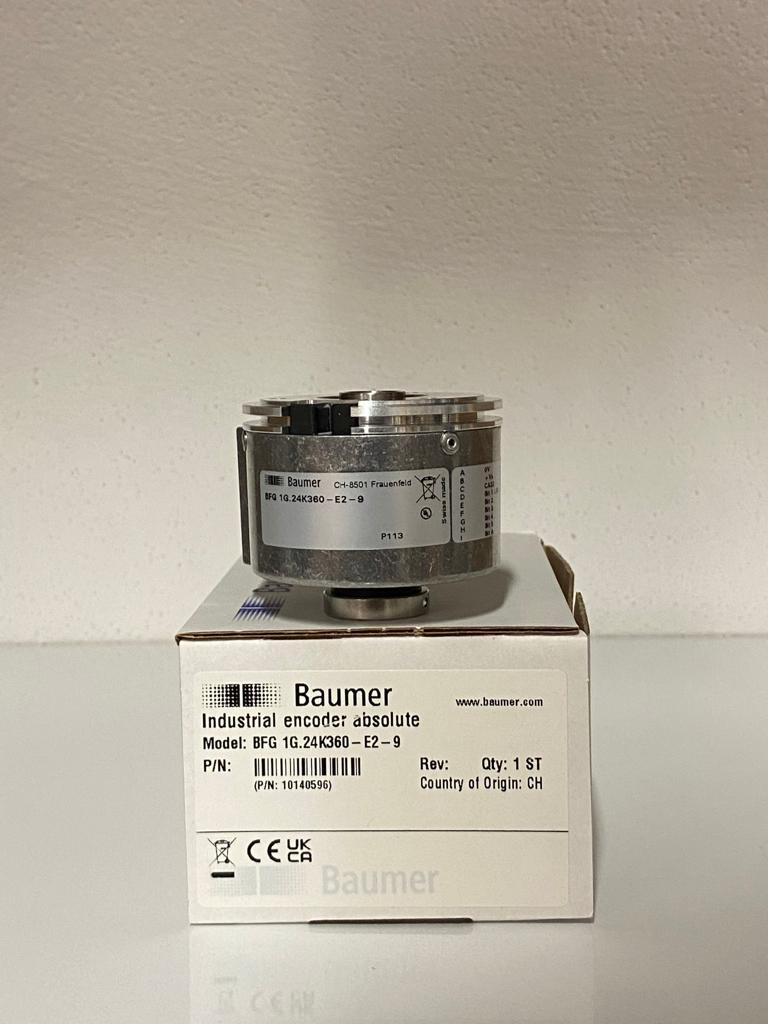 Baumer CH-8501 Frauenfeld
BFG 1G.24K360-E2-9
P113
Swiss made
A
B
C
D
E
F
G
H
I
0V
Baumer
www.baumer.com
Industrial encoder absolute
Model: BFG 1G.24K360-E2-9
P/N:
(P/N: 10140596)
Rev: Qty: 1 ST
Country of Origin: CH
CE UK CA
Baumer